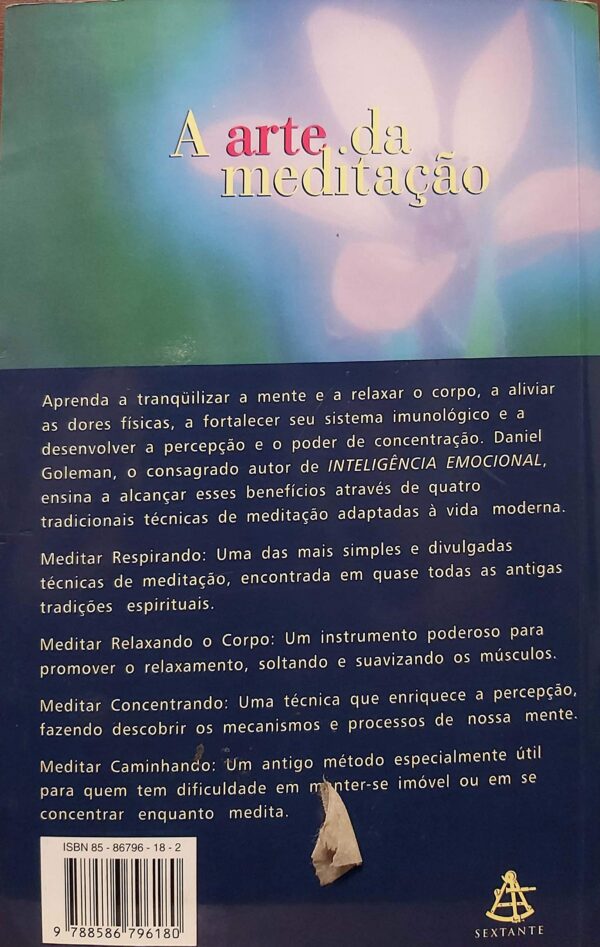 A arte da
meditação
Aprenda a tranqüilizar a mente e a relaxar o corpo, a aliviar
as dores físicas, a fortalecer seu sistema imunológico e a
desenvolver a percepção e o poder de concentração. Daniel
Goleman, o consagrado autor de INTELIGÊNCIA EMOCIONAL,
ensina a alcançar esses benefícios através de quatro
tradicionais técnicas de meditação adaptadas à vida moderna.
Meditar Respirando: Uma das mais simples e divulgadas
técnicas de meditação, encontrada em quase todas as antigas
tradições espirituais.
Meditar Relaxando o Corpo: Um instrumento poderoso para
promover o relaxamento, soltando e suavizando os músculos.
Meditar Concentrando: Uma técnica que enriquece a percepção,
fazendo descobrir os mecanismos e processos de nossa mente.
Meditar Caminhando: Um antigo método especialmente útil
para quem tem dificuldade em manter-se imóvel ou em se
concentrar enquanto medita.
ISBN 85 - 86796 - 18 - 2
9 788586 796180
SEXTANTE